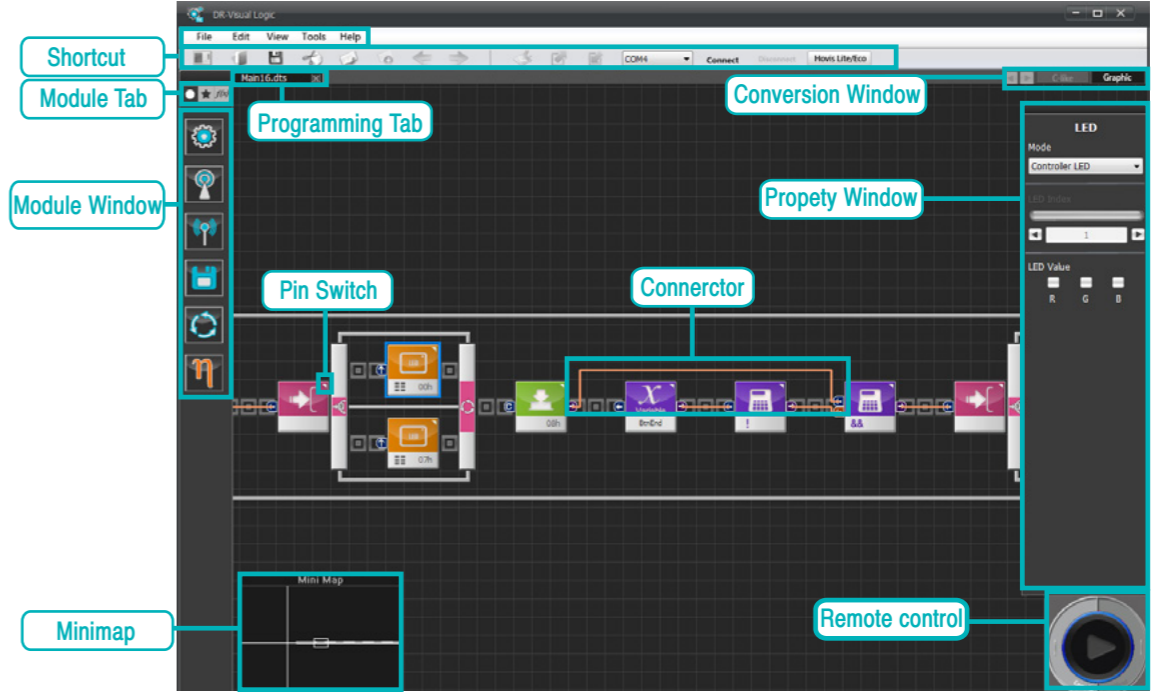 DR-Visual Logic
File Edit View Tools Help
Shortcut
COM4 Connect Disconnect Hovis Lite/Eco
Main16.dts
C-like Graphic
Module Tab
Programming Tab
Conversion Window
LED
Mode
Controller LED
Module Window
Propety Window
LED Index
1
LED Value
R G B
Pin Switch
Connerctor
00h
08h
Variable
BtnEnd
!
&&
07h
Mini Map
Minimap
Remote control